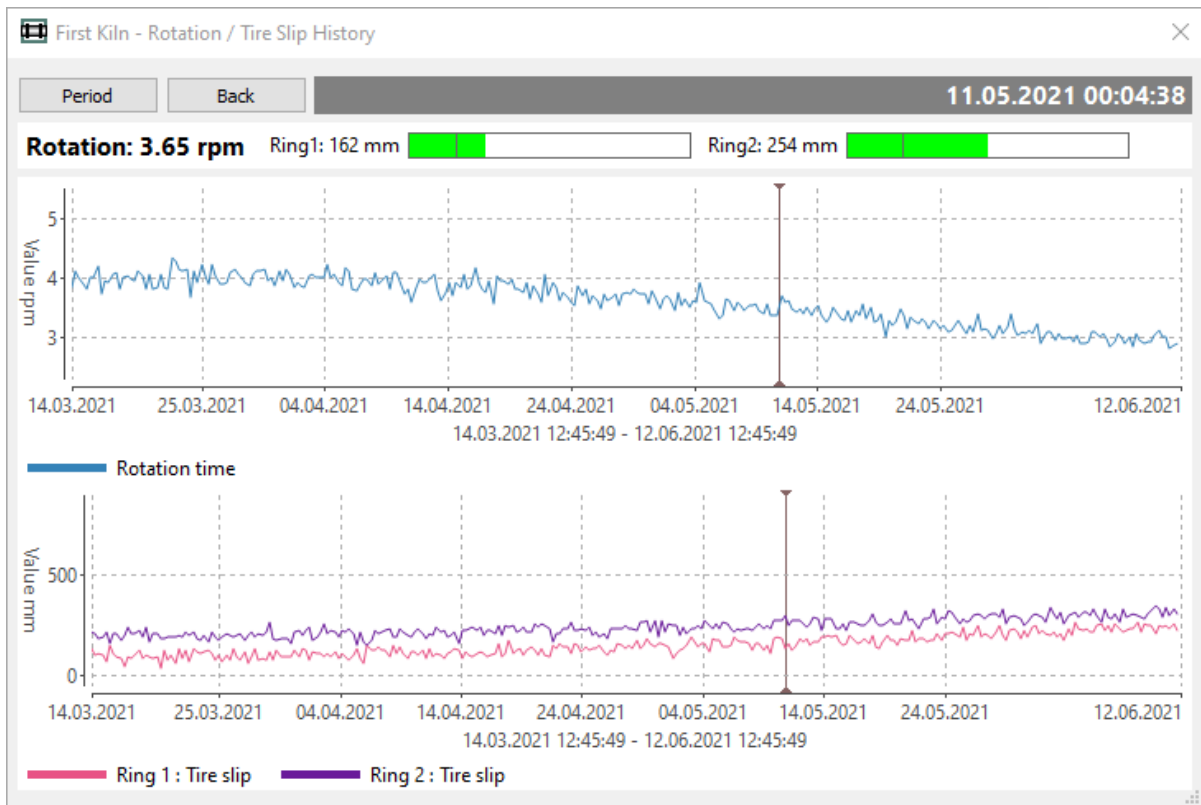 First Kiln - Rotation / Tire Slip History
Period Back 11.05.2021 00:04:38
Rotation: 3.65 rpm Ring1: 162 mm Ring2: 254 mm
Value rpm
5
4
3
14.03.2021 25.03.2021 04.04.2021 14.04.2021 24.04.2021 04.05.2021 14.05.2021 24.05.2021 12.06.2021
14.03.2021 12:45:49 - 12.06.2021 12:45:49
Rotation time
Value mm
500
0
14.03.2021 25.03.2021 04.04.2021 14.04.2021 24.04.2021 04.05.2021 14.05.2021 24.05.2021 12.06.2021
14.03.2021 12:45:49 - 12.06.2021 12:45:49
Ring 1 : Tire slip Ring 2 : Tire slip